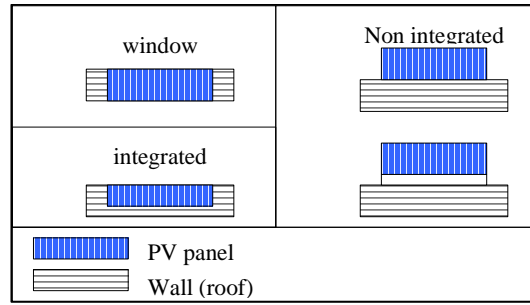 window
Non integrated
integrated
PV panel
Wall (roof)